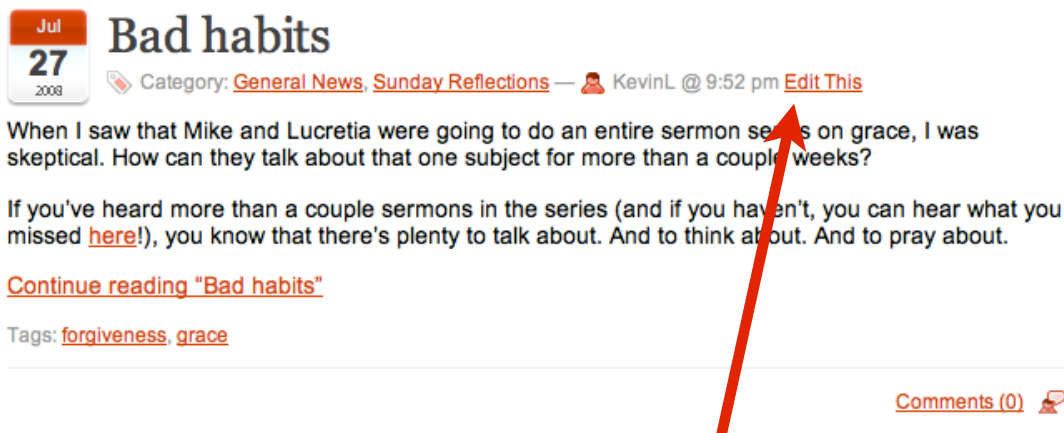 Jul
27
2008
Bad habits
Category: General News, Sunday Reflections — KevinL @ 9:52 pm Edit This
When I saw that Mike and Lucretia were going to do an entire sermon series on grace, I was
skeptical. How can they talk about that one subject for more than a couple weeks?
If you've heard more than a couple sermons in the series (and if you haven't, you can hear what you
missed here!), you know that there's plenty to talk about. And to think about. And to pray about.
Continue reading “Bad habits”
Tags: forgiveness, grace
Comments (0)